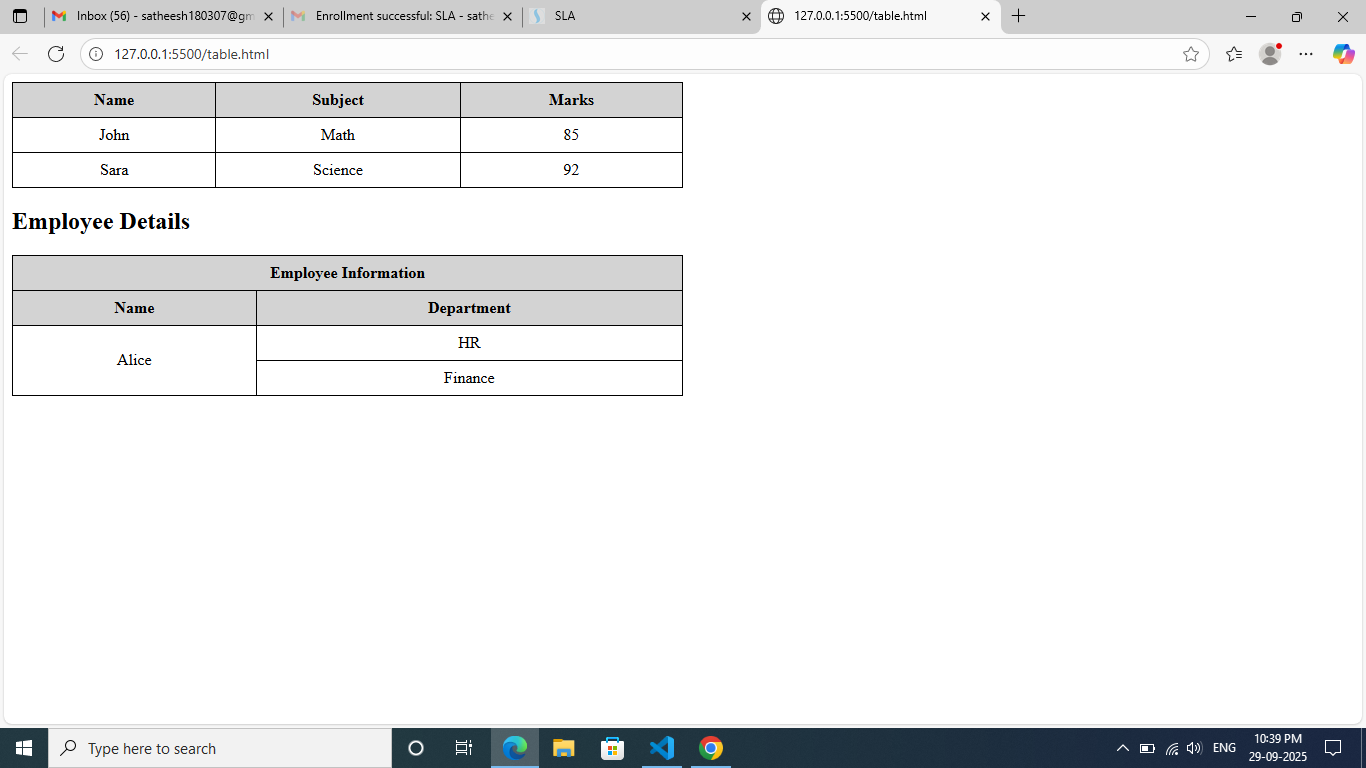 Inbox (56) - satheesh180307@gm
Enrollment successful: SLA - sathe
SLA
127.0.0.1:5500/table.html
127.0.0.1:5500/table.html
Name Subject Marks
John Math 85
Sara Science 92
Employee Details
Employee Information
Name Department
Alice
HR
Finance
Type here to search
ENG
10:39 PM
29-09-2025